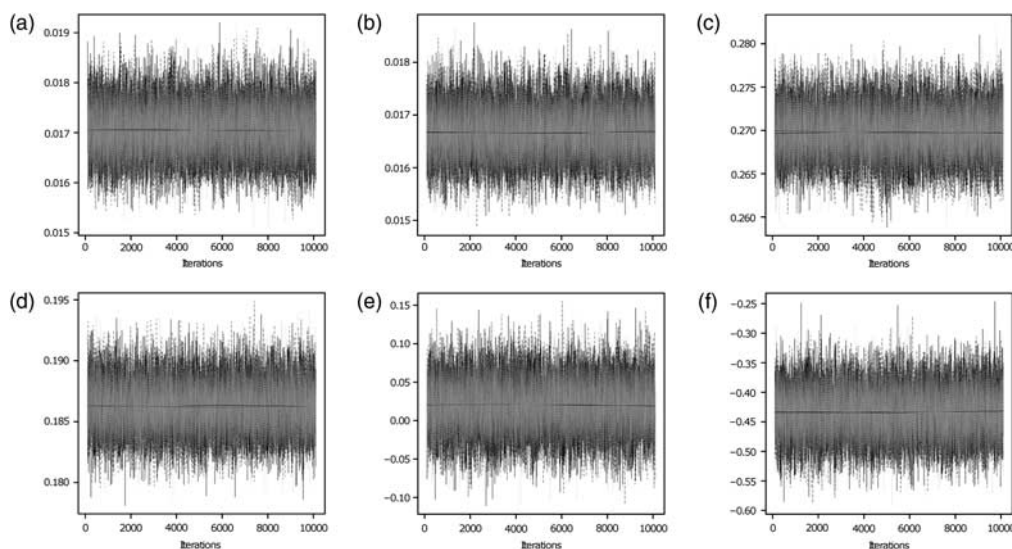 (a)
0.019
0.018
0.017
0.016
0.015
0 2000 4000 6000 8000 10000
Iterations
(b)
0.018
0.017
0.016
0.015
0 2000 4000 6000 8000 10000
Iterations
(c)
0.280
0.275
0.270
0.265
0.260
0 2000 4000 6000 8000 10000
Iterations
(d)
0.195
0.190
0.185
0.180
0 2000 4000 6000 8000 10000
Iterations
(e)
0.15
0.10
0.05
0.00
−0.05
−0.10
0 2000 4000 6000 8000 10000
Iterations
(f)
−0.25
−0.30
−0.35
−0.40
−0.45
−0.50
−0.55
−0.60
0 2000 4000 6000 8000 10000
Iterations